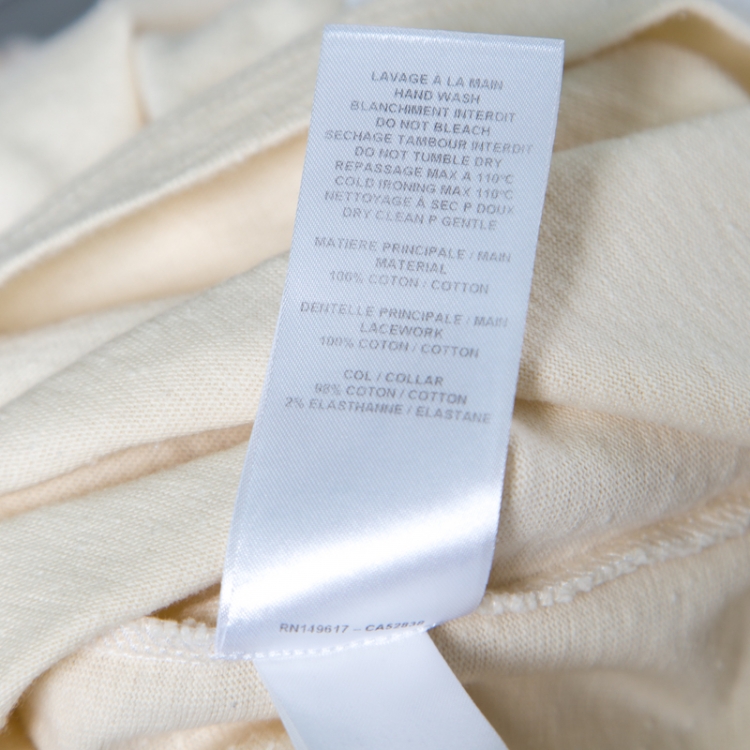 LAVAGE À LA MAIN
HAND WASH
BLANCHIMENT INTERDIT
DO NOT BLEACH
SECHAGE TAMBOUR INTERDIT
DO NOT TUMBLE DRY
REPASSAGE MAX A 110°C
COLD IRONING MAX 110°C
NETTOYAGE À SEC P DOUX
DRY CLEAN P GENTLE
MATIERE PRINCIPALE / MAIN
MATERIAL
100% COTON / COTTON
DENTELLE PRINCIPALE / MAIN
LACEWORK
100% COTON / COTTON
COL / COLLAR
98% COTON / COTTON
2% ELASTHANNE / ELASTANE
RN149617 –